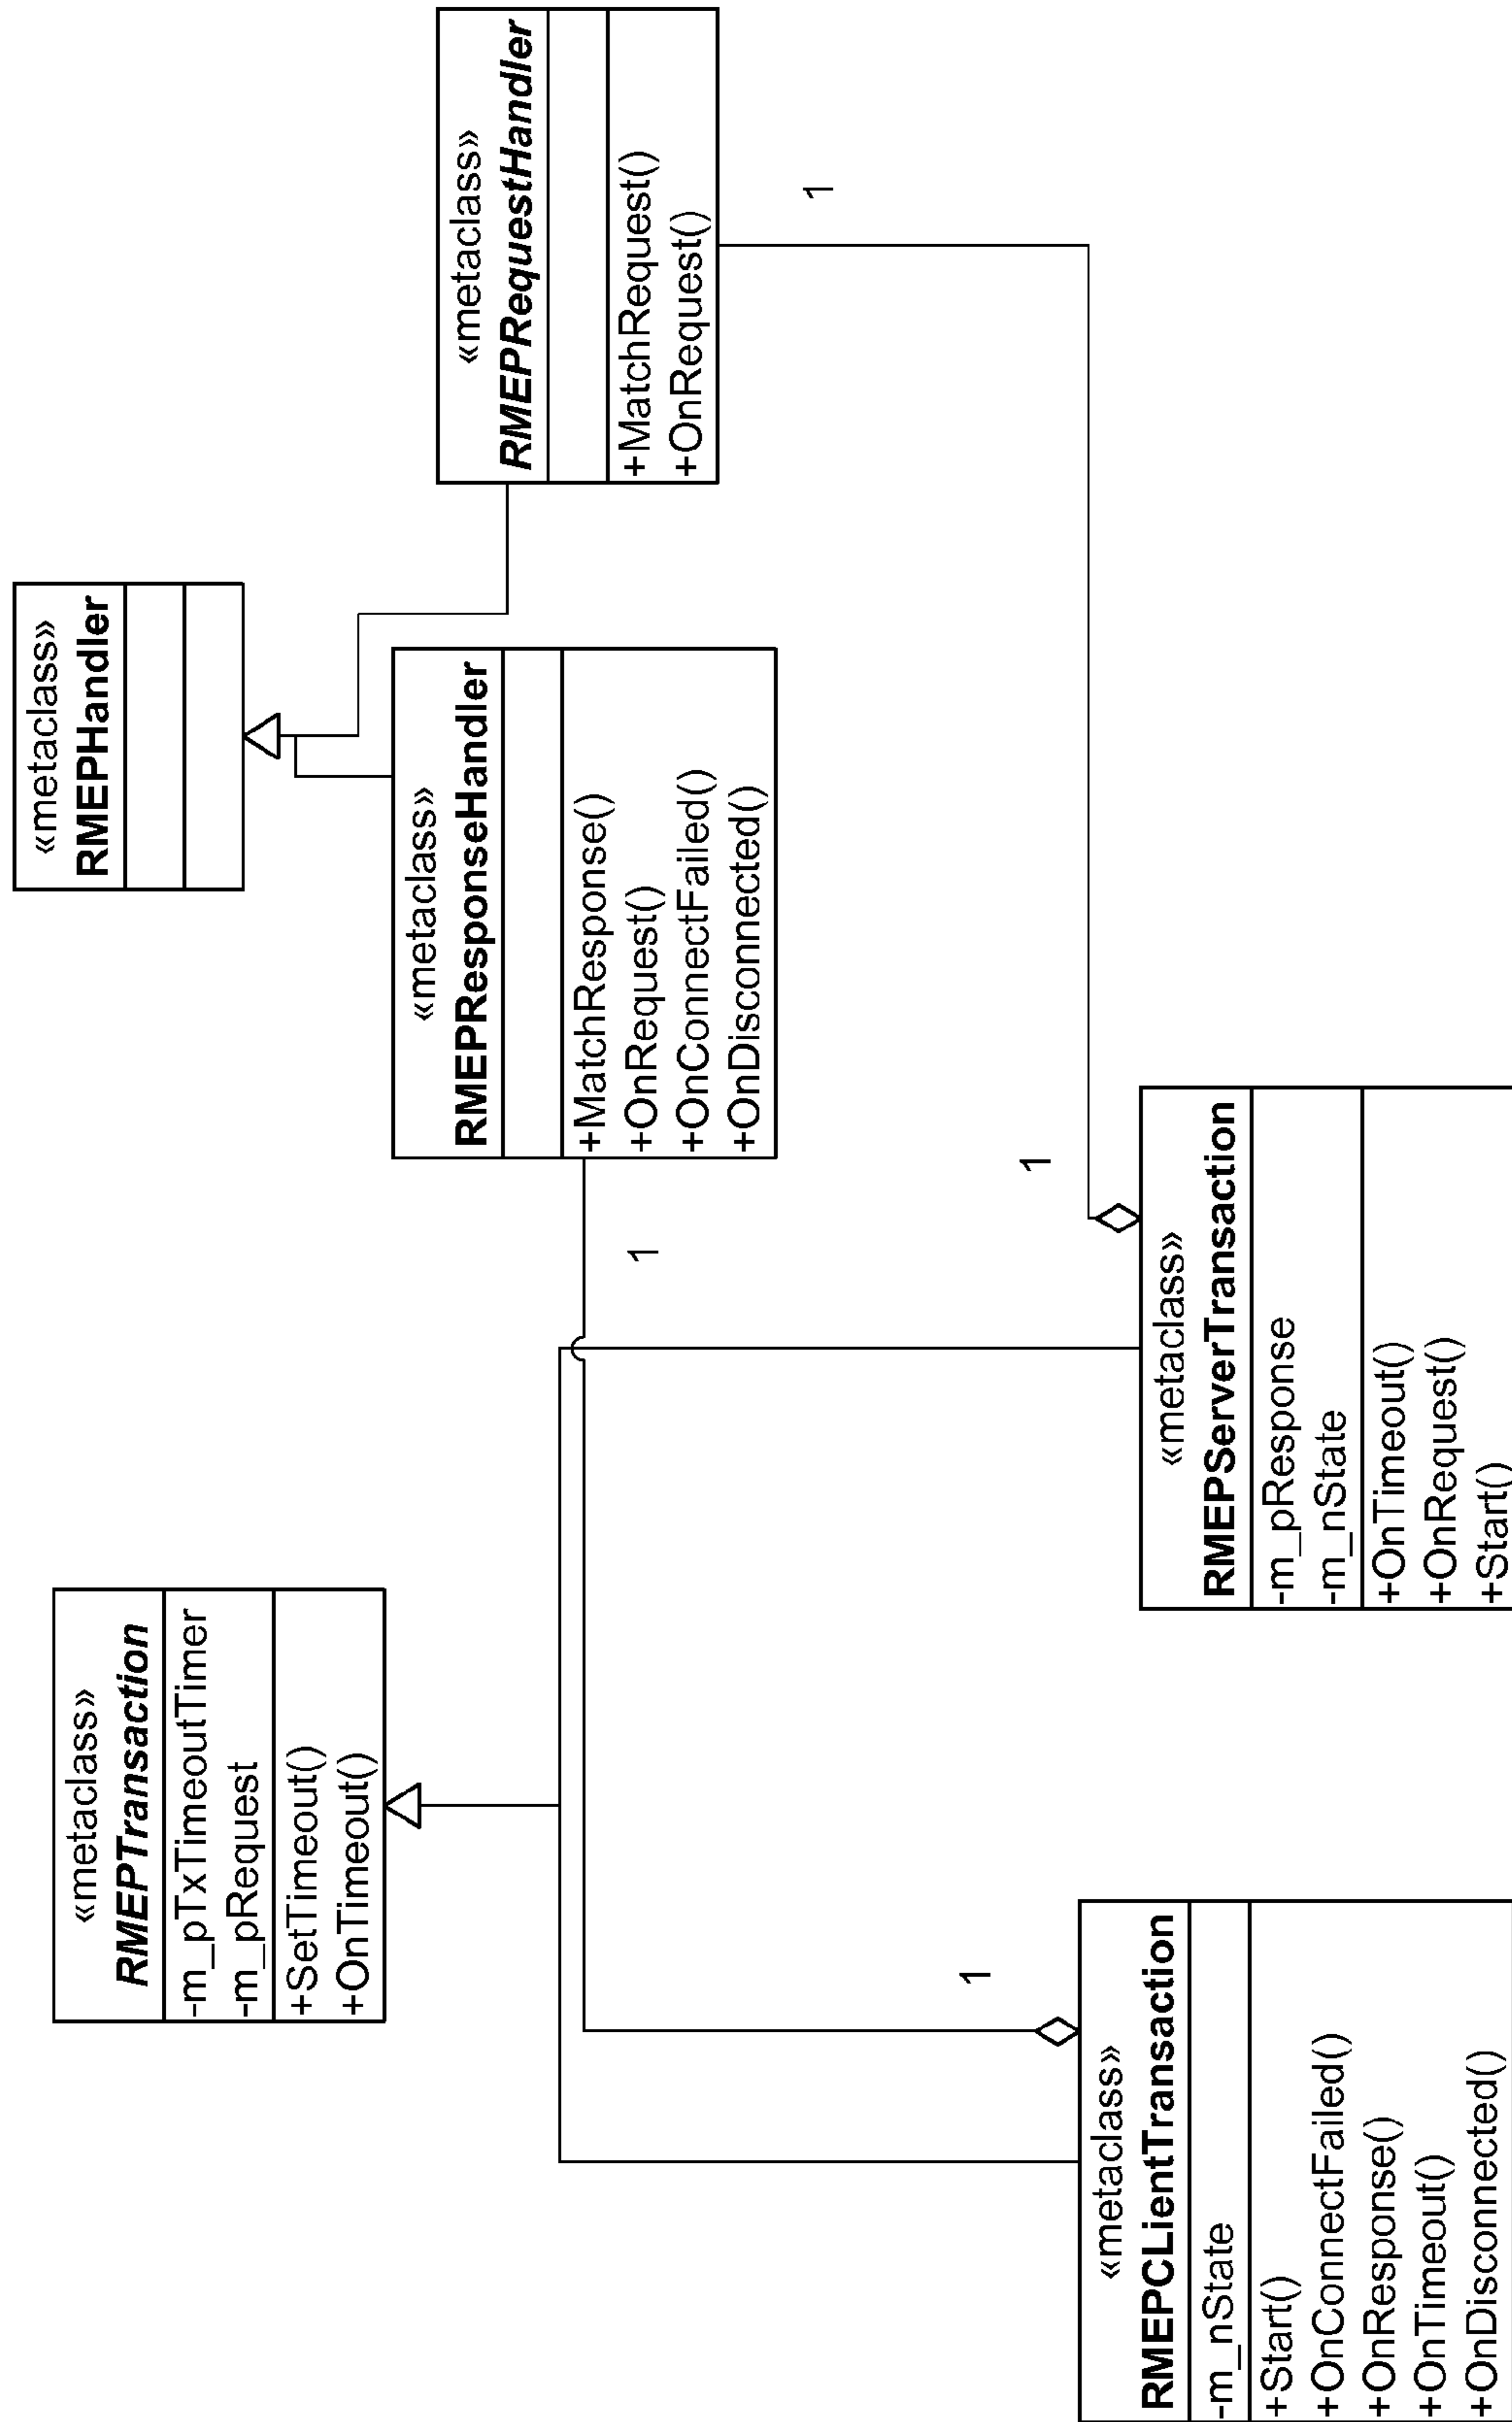 «metaclass»
RMEPTransaction
-m_pTxTimeoutTimer
-m_pRequest
+SetTimeout()
+OnTimeout()
«metaclass»
RMEPHandler
«metaclass»
RMEPResponseHandler
+MatchResponse()
+OnRequest()
+OnConnectFailed()
+OnDisconnected()
«metaclass»
RMEPRequestHandler
+MatchRequest()
+OnRequest()
1
1
1
1
«metaclass»
RMEPCLientTransaction
-m_nState
+Start()
+OnConnectFailed()
+OnResponse()
+OnTimeout()
+OnDisconnected()
«metaclass»
RMEPServerTransaction
-m_pResponse
-m_nState
+OnTimeout()
+OnRequest()
+Start()